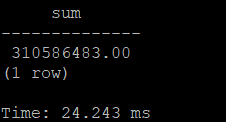 sum
--------------
310586483.00
(1 row)
Time: 24.243 ms